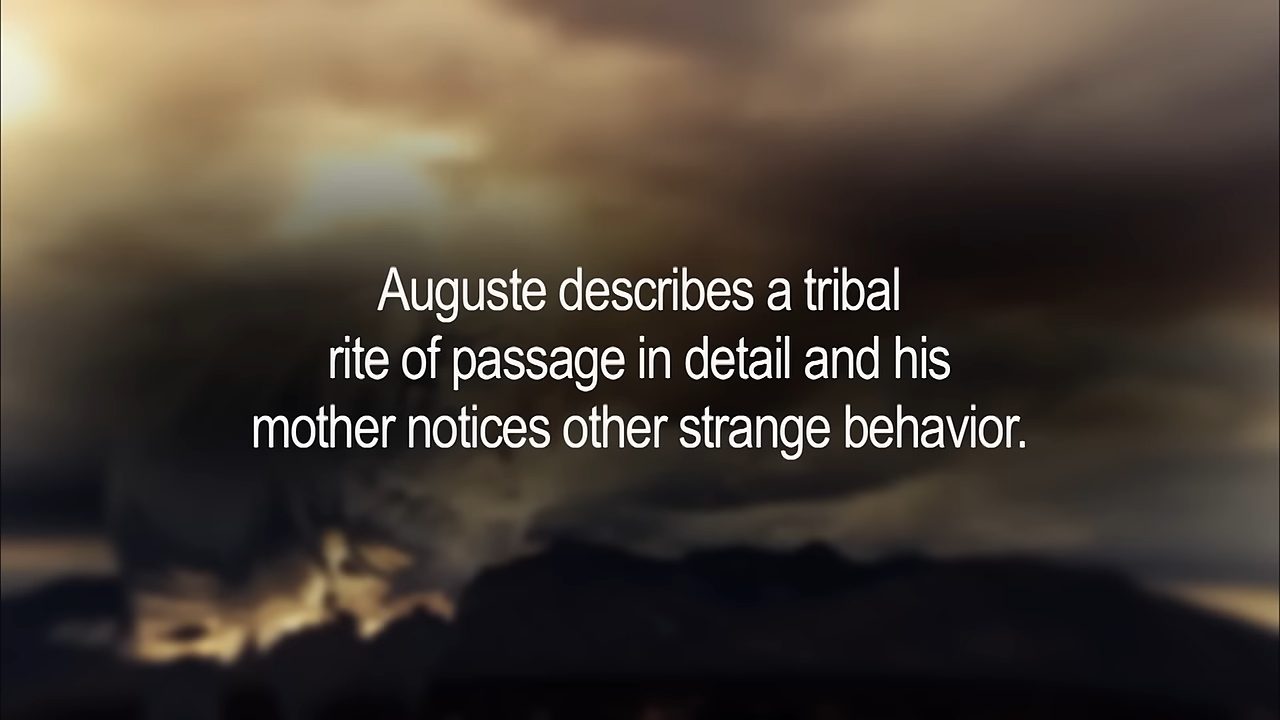 Auguste describes a tribal
rite of passage in detail and his
mother notices other strange behavior.